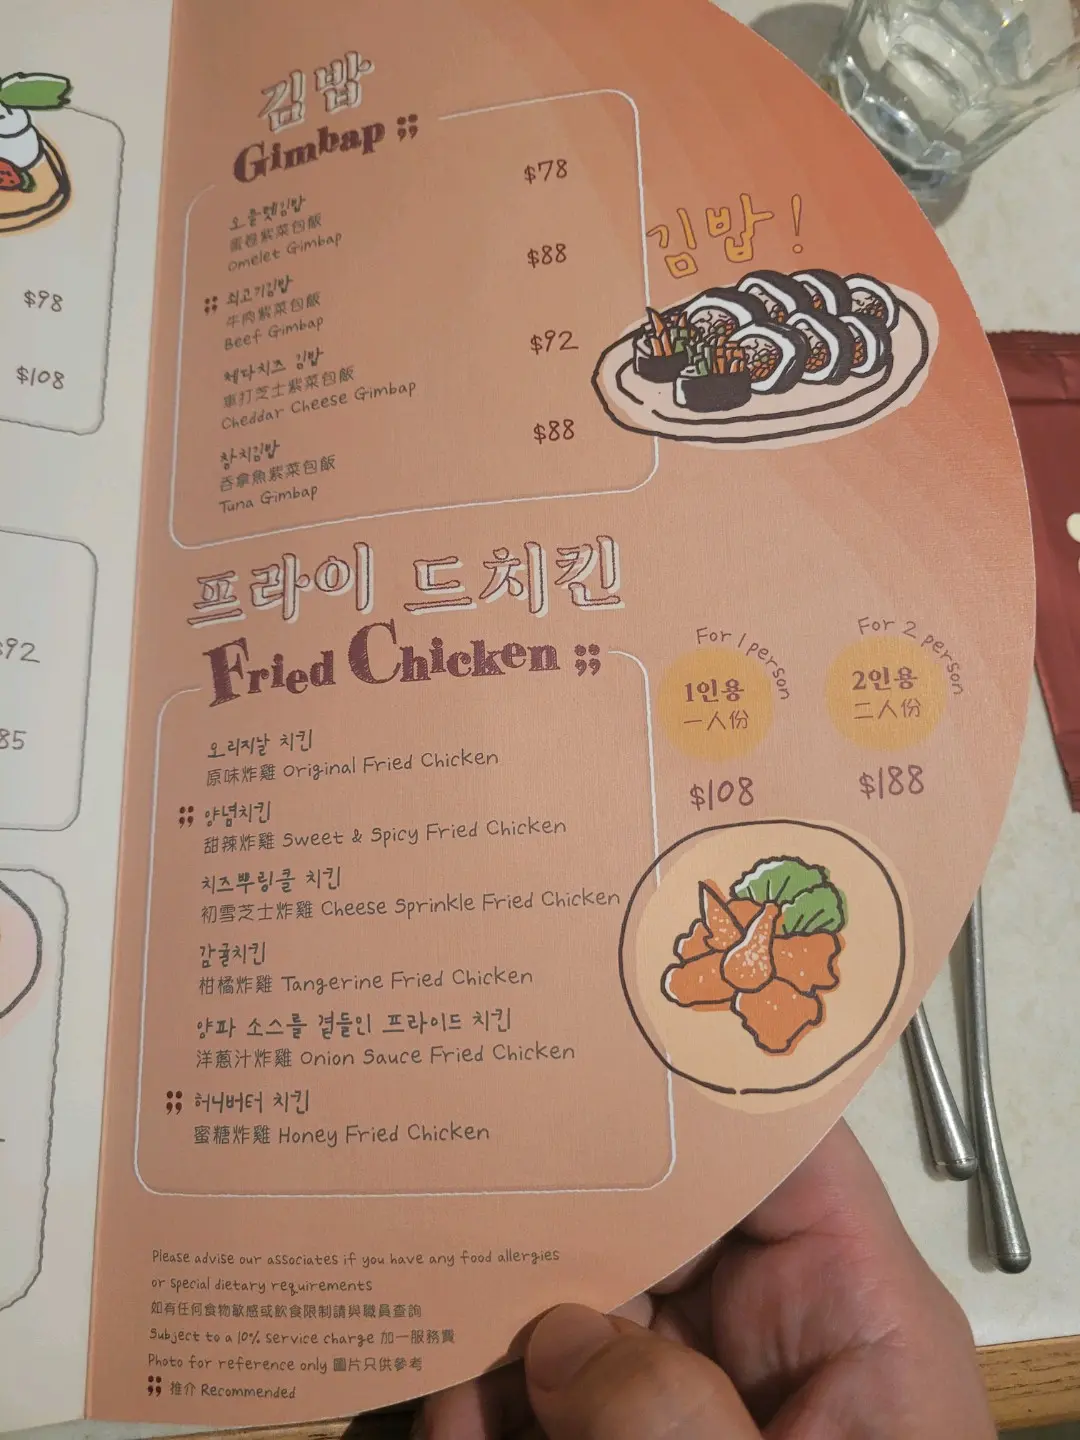 김밥
Gimbap
오믈렛김밥
蛋卷紫菜包飯
Omelet Gimbap
$78
쇠고기김밥
牛肉紫菜包飯
Beef Gimbap
$88
체다치즈 김밥
車打芝士紫菜包飯
Cheddar Cheese Gimbap
$92
참치김밥
吞拿魚紫菜包飯
Tuna Gimbap
$88
김밥!
프라이드치킨
Fried Chicken
For 1 person
1인용
一人份
$108
For 2 person
2인용
二人份
$188
오리지날 치킨
原味炸雞 Original Fried Chicken
양념치킨
甜辣炸雞 Sweet & Spicy Fried Chicken
치즈뿌링클 치킨
初雪芝士炸雞 Cheese Sprinkle Fried Chicken
감귤치킨
柑橘炸雞 Tangerine Fried Chicken
양파 소스를 곁들인 프라이드 치킨
洋蔥汁炸雞 Onion Sauce Fried Chicken
허니버터 치킨
蜜糖炸雞 Honey Fried Chicken
Please advise our associates if you have any food allergies
or special dietary requirements
如有任何食物敏感或飲食限制請與職員查詢
Subject to a 10% service charge 加一服務費
Photo for reference only 圖片只供參考
推介 Recommended
$98
$108
$92
85